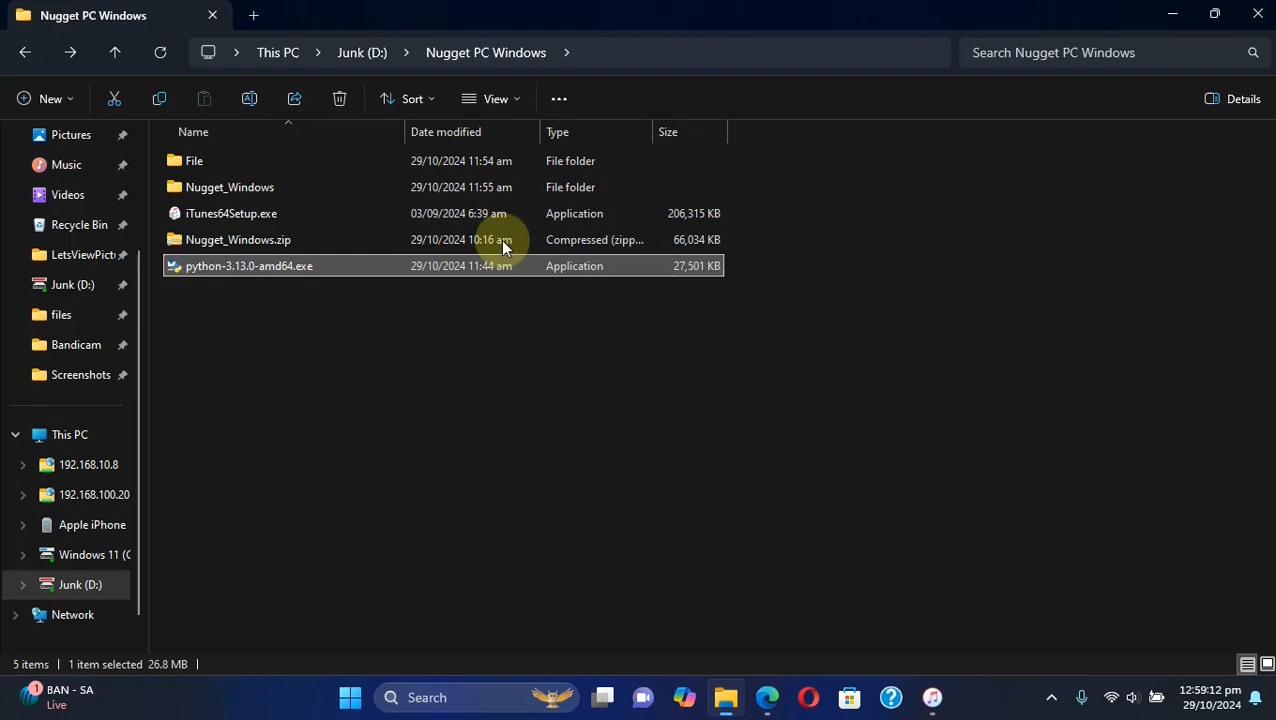 Nugget PC Windows
This PC > Junk (D:) > Nugget PC Windows >
Search Nugget PC Windows
New
Sort
View
Details
Name
Date modified
Type
Size
File
29/10/2024 11:54 am
File folder
Nugget_Windows
29/10/2024 11:55 am
File folder
iTunes64Setup.exe
03/09/2024 6:39 am
Application
206,315 KB
Nugget_Windows.zip
29/10/2024 10:16 am
Compressed (zipp...
66,034 KB
python-3.13.0-amd64.exe
29/10/2024 11:44 am
Application
27,501 KB
Pictures
Music
Videos
Recycle Bin
LetsViewPict
Junk (D:)
files
Bandicam
Screenshots
This PC
192.168.10.8
192.168.100.20
Apple iPhone
Windows 11 (C
Junk (D:)
Network
5 items | 1 item selected 26.8 MB |
1
BAN - SA
Live
Search
12:59:12 pm
29/10/2024